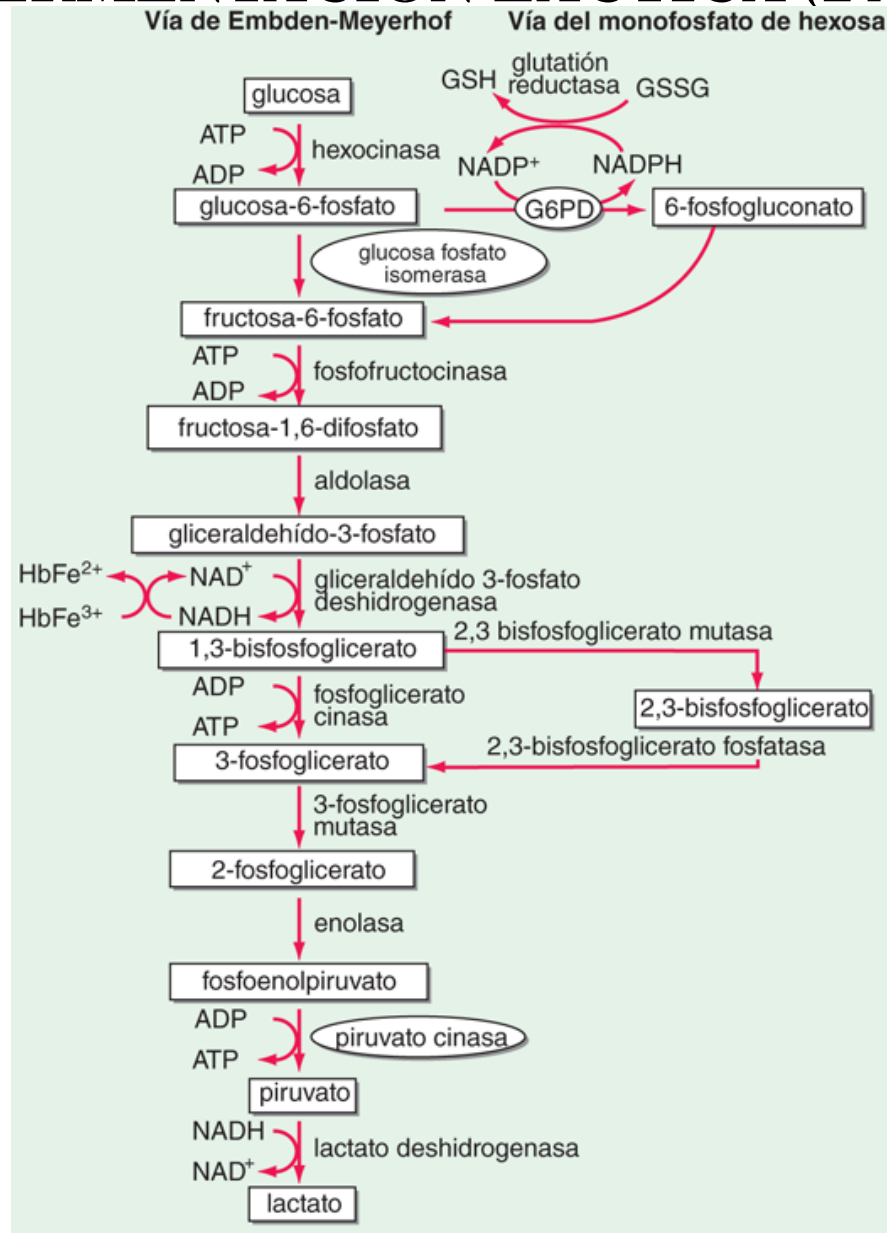 Vía de Embden-Meyerhof
Vía del monofosfato de hexosa
glucosa
ATP
ADP
hexocinasa
GSH
glutatión
reductasa
GSSG
NADP+
NADPH
glucosa-6-fosfato
G6PD
6-fosfogluconato
glucosa fosfato
isomerasa
fructosa-6-fosfato
ATP
ADP
fosfofructocinasa
fructosa-1,6-difosfato
aldolasa
gliceraldehído-3-fosfato
HbFe2+
HbFe3+
NAD+
NADH
gliceraldehído 3-fosfato
deshidrogenasa
1,3-bisfosfoglicerato
2,3 bisfosfoglicerato mutasa
ADP
ATP
fosfoglicerato
cinasa
2,3-bisfosfoglicerato
3-fosfoglicerato
2,3-bisfosfoglicerato fosfatasa
3-fosfoglicerato
mutasa
2-fosfoglicerato
enolasa
fosfoenolpiruvato
ADP
ATP
piruvato cinasa
piruvato
NADH
NAD+
lactato deshidrogenasa
lactato